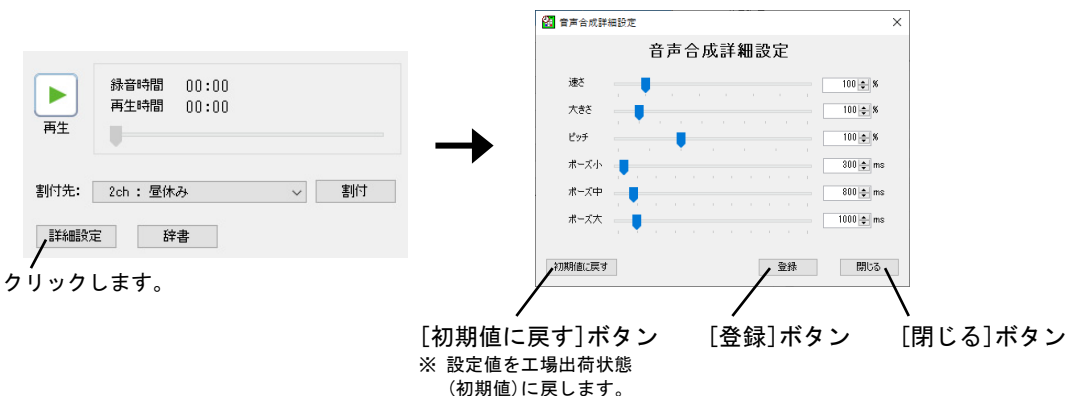 録音時間 00:00
再生時間 00:00
再生
割付先: 2ch : 昼休み 割付
詳細設定 辞書
クリックします。
音声合成詳細設定
音声合成詳細設定
速さ 100 %
大きさ 100 %
ピッチ 100 %
ポーズ小 300 ms
ポーズ中 800 ms
ポーズ大 1000 ms
初期値に戻す 登録 閉じる
[初期値に戻す]ボタン [登録]ボタン [閉じる]ボタン
※ 設定値を工場出荷状態
(初期値)に戻します。